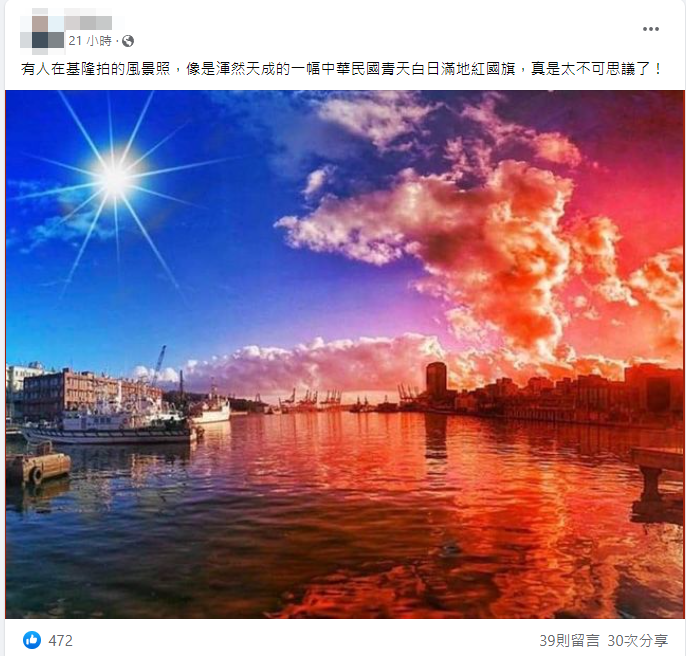 21 小時 ·
有人在基隆拍的風景照，像是渾然天成的一幅中華民國青天白日滿地紅國旗，真是太不可思議了！
472
39則留言 30次分享